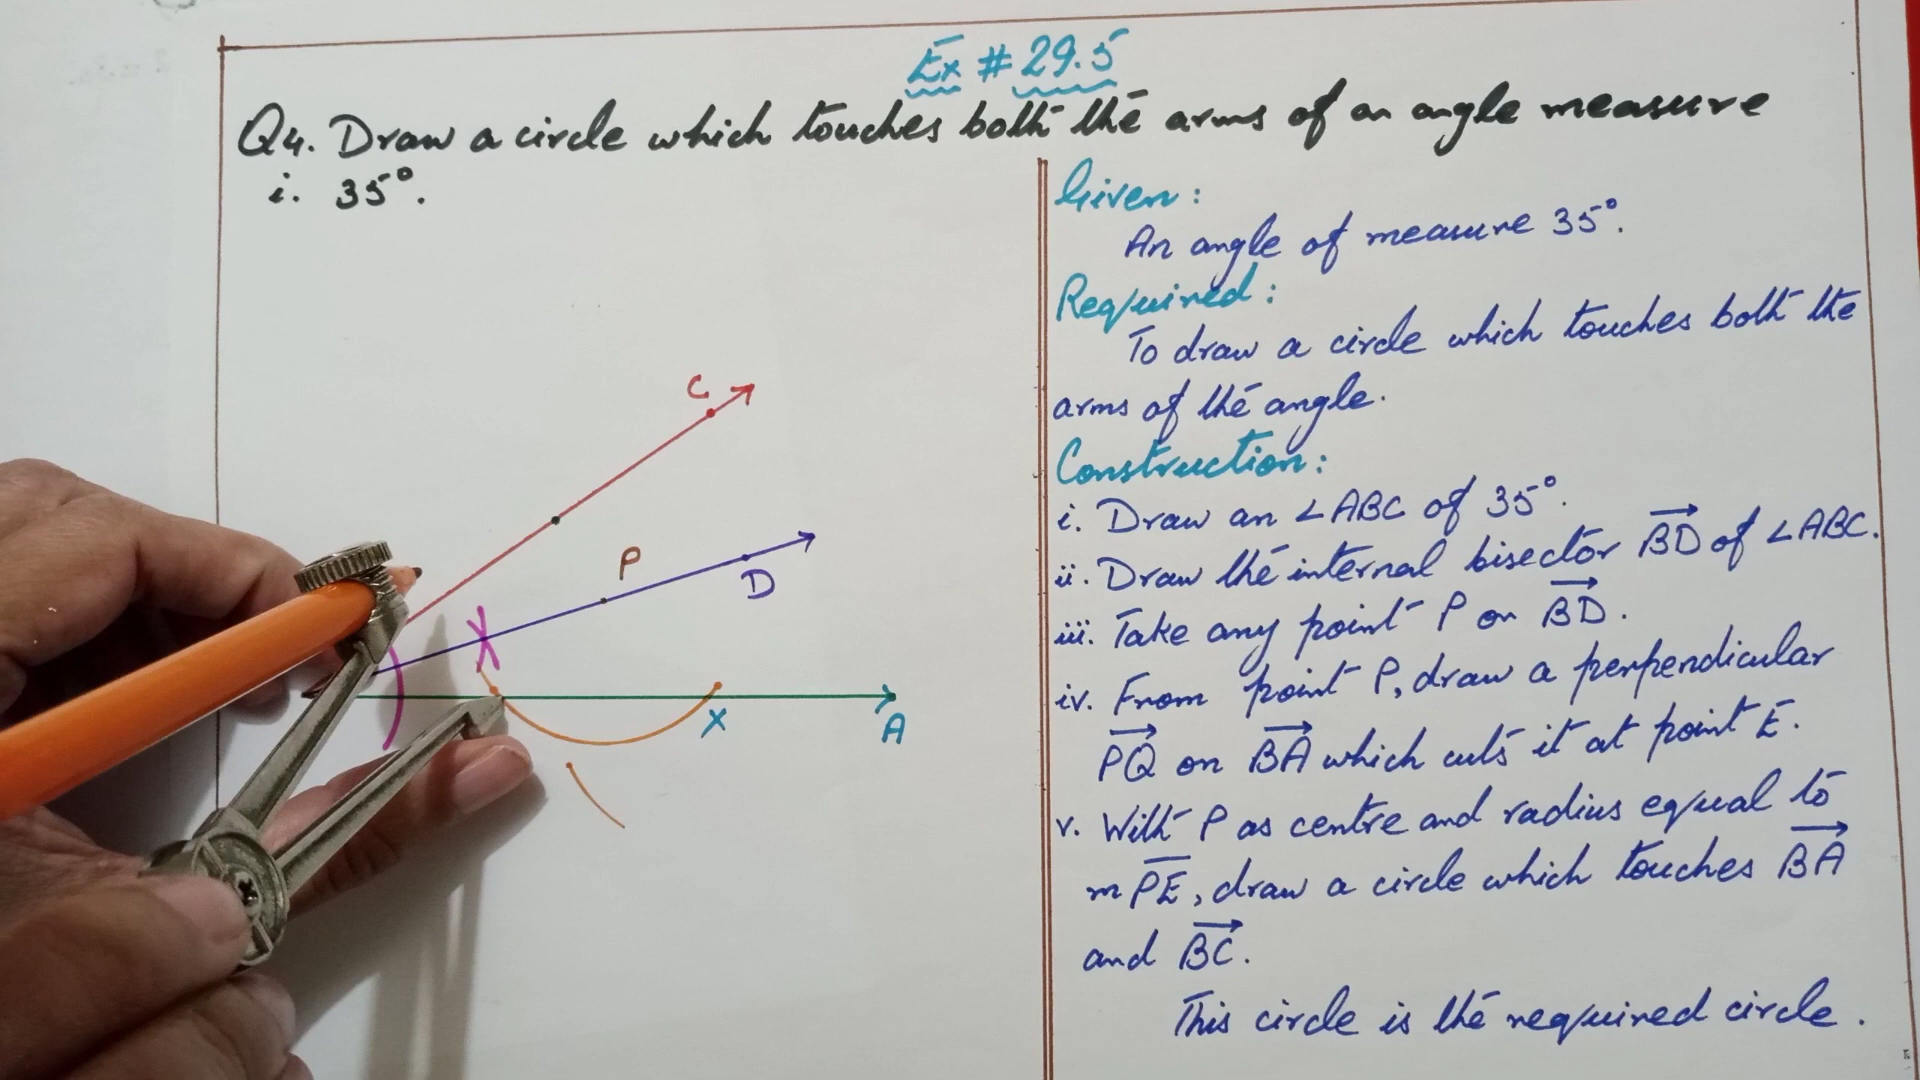 Ex # 29.5
Q4. Draw a circle which touches both the arms of an angle measure
i. 35°.
Given:
An angle of measure 35°.
Required:
To draw a circle which touches both the
arms of the angle.
Construction:
i. Draw an ∠ABC of 35°.
ii. Draw the internal bisector BD of ∠ABC.
iii. Take any point P on BD.
iv. From point P, draw a perpendicular
PQ on BA which cuts it at point E.
v. With P as centre and radius equal to
mPE, draw a circle which touches BA
and BC.
This circle is the required circle.
C
P
D
X
A